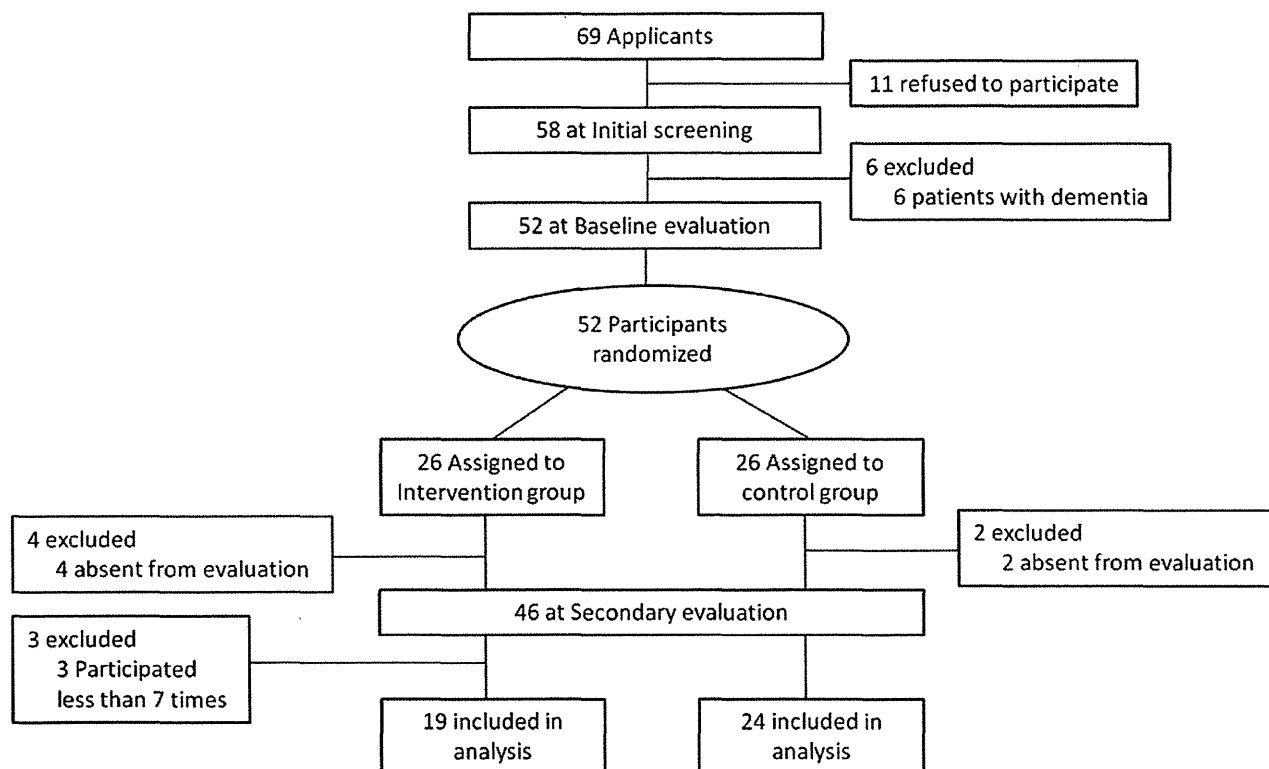 69 Applicants
11 refused to participate
58 at Initial screening
6 excluded
6 patients with dementia
52 at Baseline evaluation
52 Participants
randomized
26 Assigned to
Intervention group
26 Assigned to
control group
4 excluded
4 absent from evaluation
2 excluded
2 absent from evaluation
46 at Secondary evaluation
3 excluded
3 Participated
less than 7 times
19 included in
analysis
24 included in
analysis